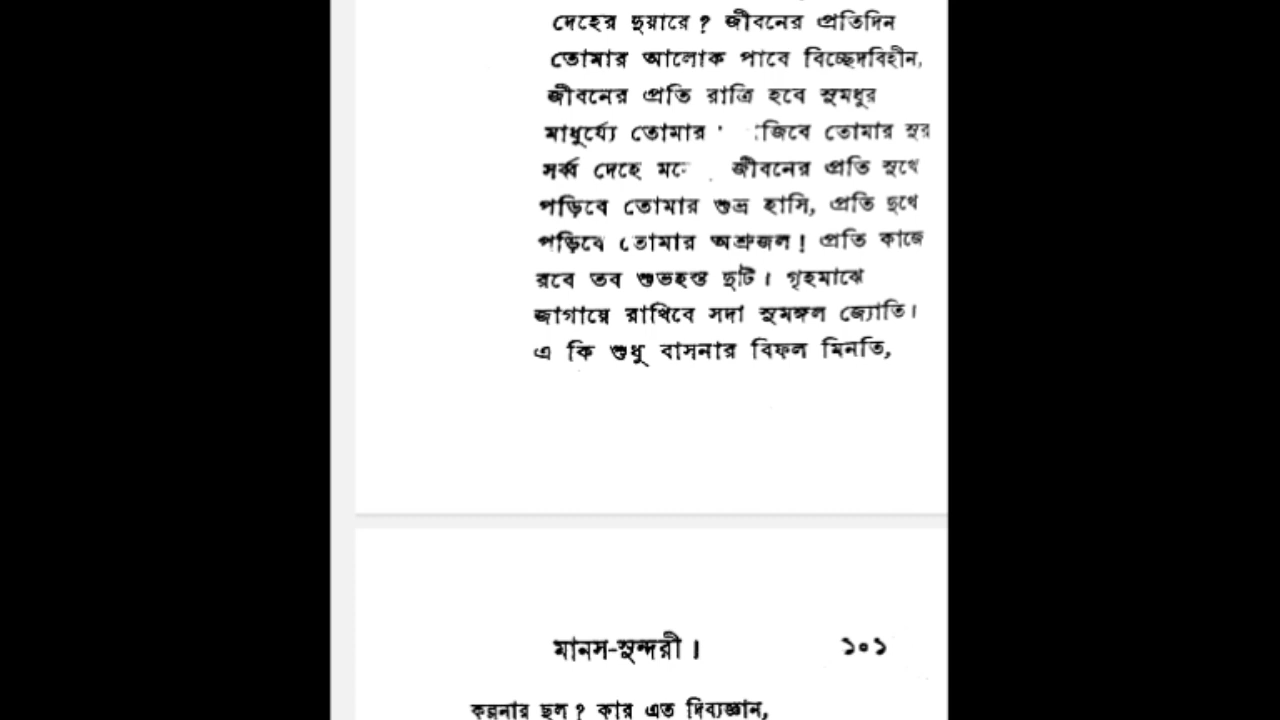 দেহের দুয়ারে ? জীবনের প্রতিদিন
তোমার আলোক পাবে বিচ্ছেদবিহীন,
জীবনের প্রতি রাত্রি হবে সুমধুর
মাধুর্য্যে তোমার তোমার সুর
সর্ব্ব দেহে জীবনের প্রতি সুখে
পড়িবে তোমার শুভ্র হাসি, প্রতি দুখে
পড়িবে তোমার অশ্রুজল ! প্রতি কাজে
রবে তব শুভহস্ত দুটি । গৃহমাঝে
জাগায়ে রাখিবে সদা সুমঙ্গল জ্যোতি ।
এ কি শুধু বাসনার বিফল মিনতি,
মানস-সুন্দরী । ১০১
কল্পনার ছল ? কার এত দিব্যজ্ঞান,